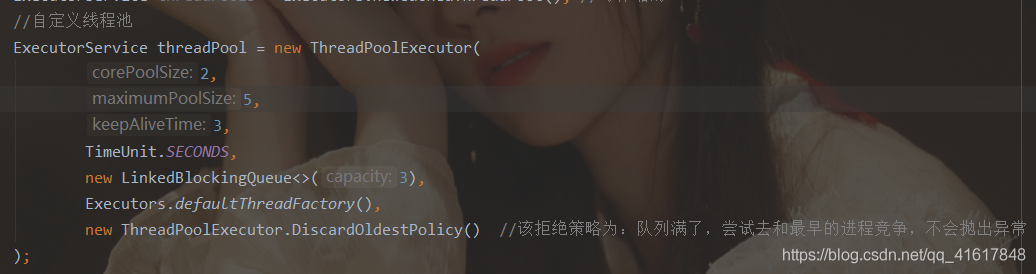 //自定义线程池
ExecutorService threadPool = new ThreadPoolExecutor(
corePoolSize: 2,
maximumPoolSize: 5,
keepAliveTime: 3,
TimeUnit.SECONDS,
new LinkedBlockingQueue<>( capacity: 3),
Executors.defaultThreadFactory(),
new ThreadPoolExecutor.DiscardOldestPolicy() //该拒绝策略为：队列满了，尝试去和最早的进程竞争，不会抛出异常
);
https://blog.csdn.net/qq_41617848